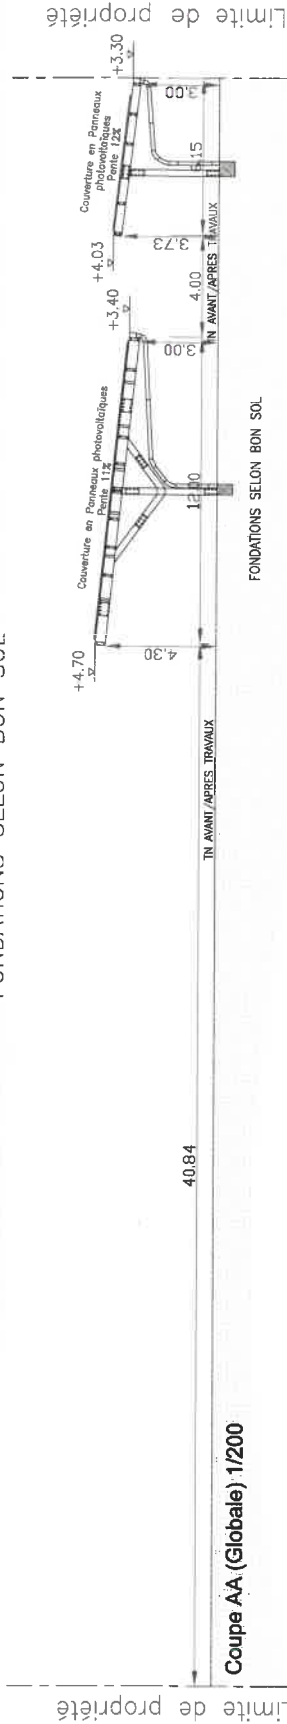 FONDATIONS SELON BON SOL
Limite de propriété
Limite de propriété
+4.70
Couverture en Panneaux photovoltaïques
Pente 11%
+3.40
+4.03
Couverture en Panneaux
photovoltaïques
Pente 12%
+3.30
40.84
4.30
12.00
3.00
4.00
3.73
6.15
3.00
TN AVANT/APRES TRAVAUX
TN AVANT/APRES TRAVAUX
FONDATIONS SELON BON SOL
Coupe AA (Globale) 1/200